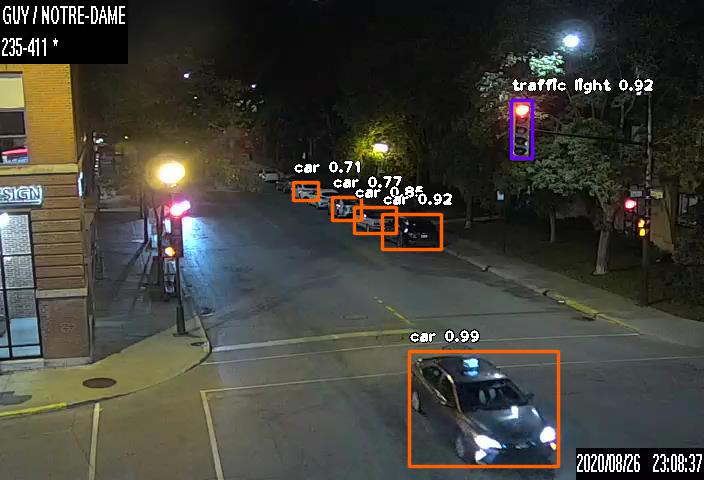 GUY / NOTRE-DAME
235-411 *
traffic light 0.92
car 0.71
car 0.77
car 0.85
car 0.92
SIGN
car 0.99
2020/08/26 23:08:37